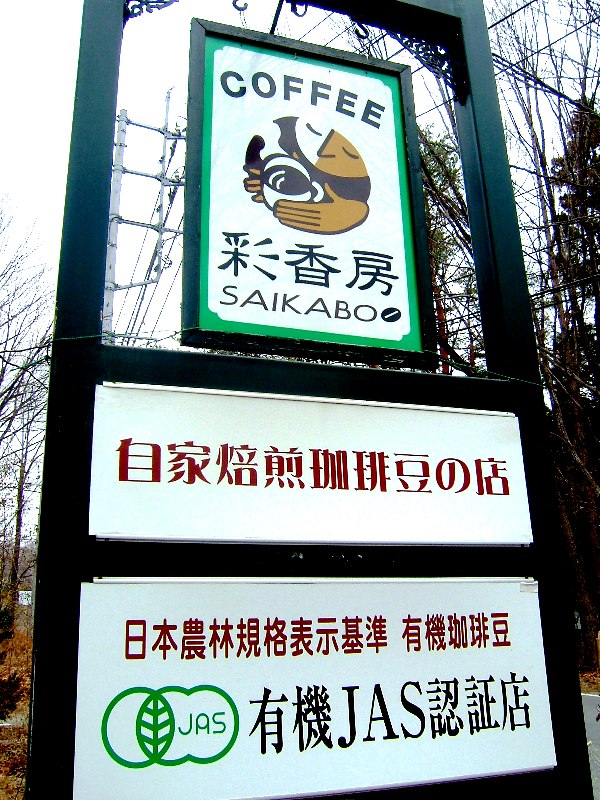 COFFEE
彩香房
SAIKABO
自家焙煎珈琲豆の店
日本農林規格表示基準 有機珈琲豆
JAS 有機JAS認証店